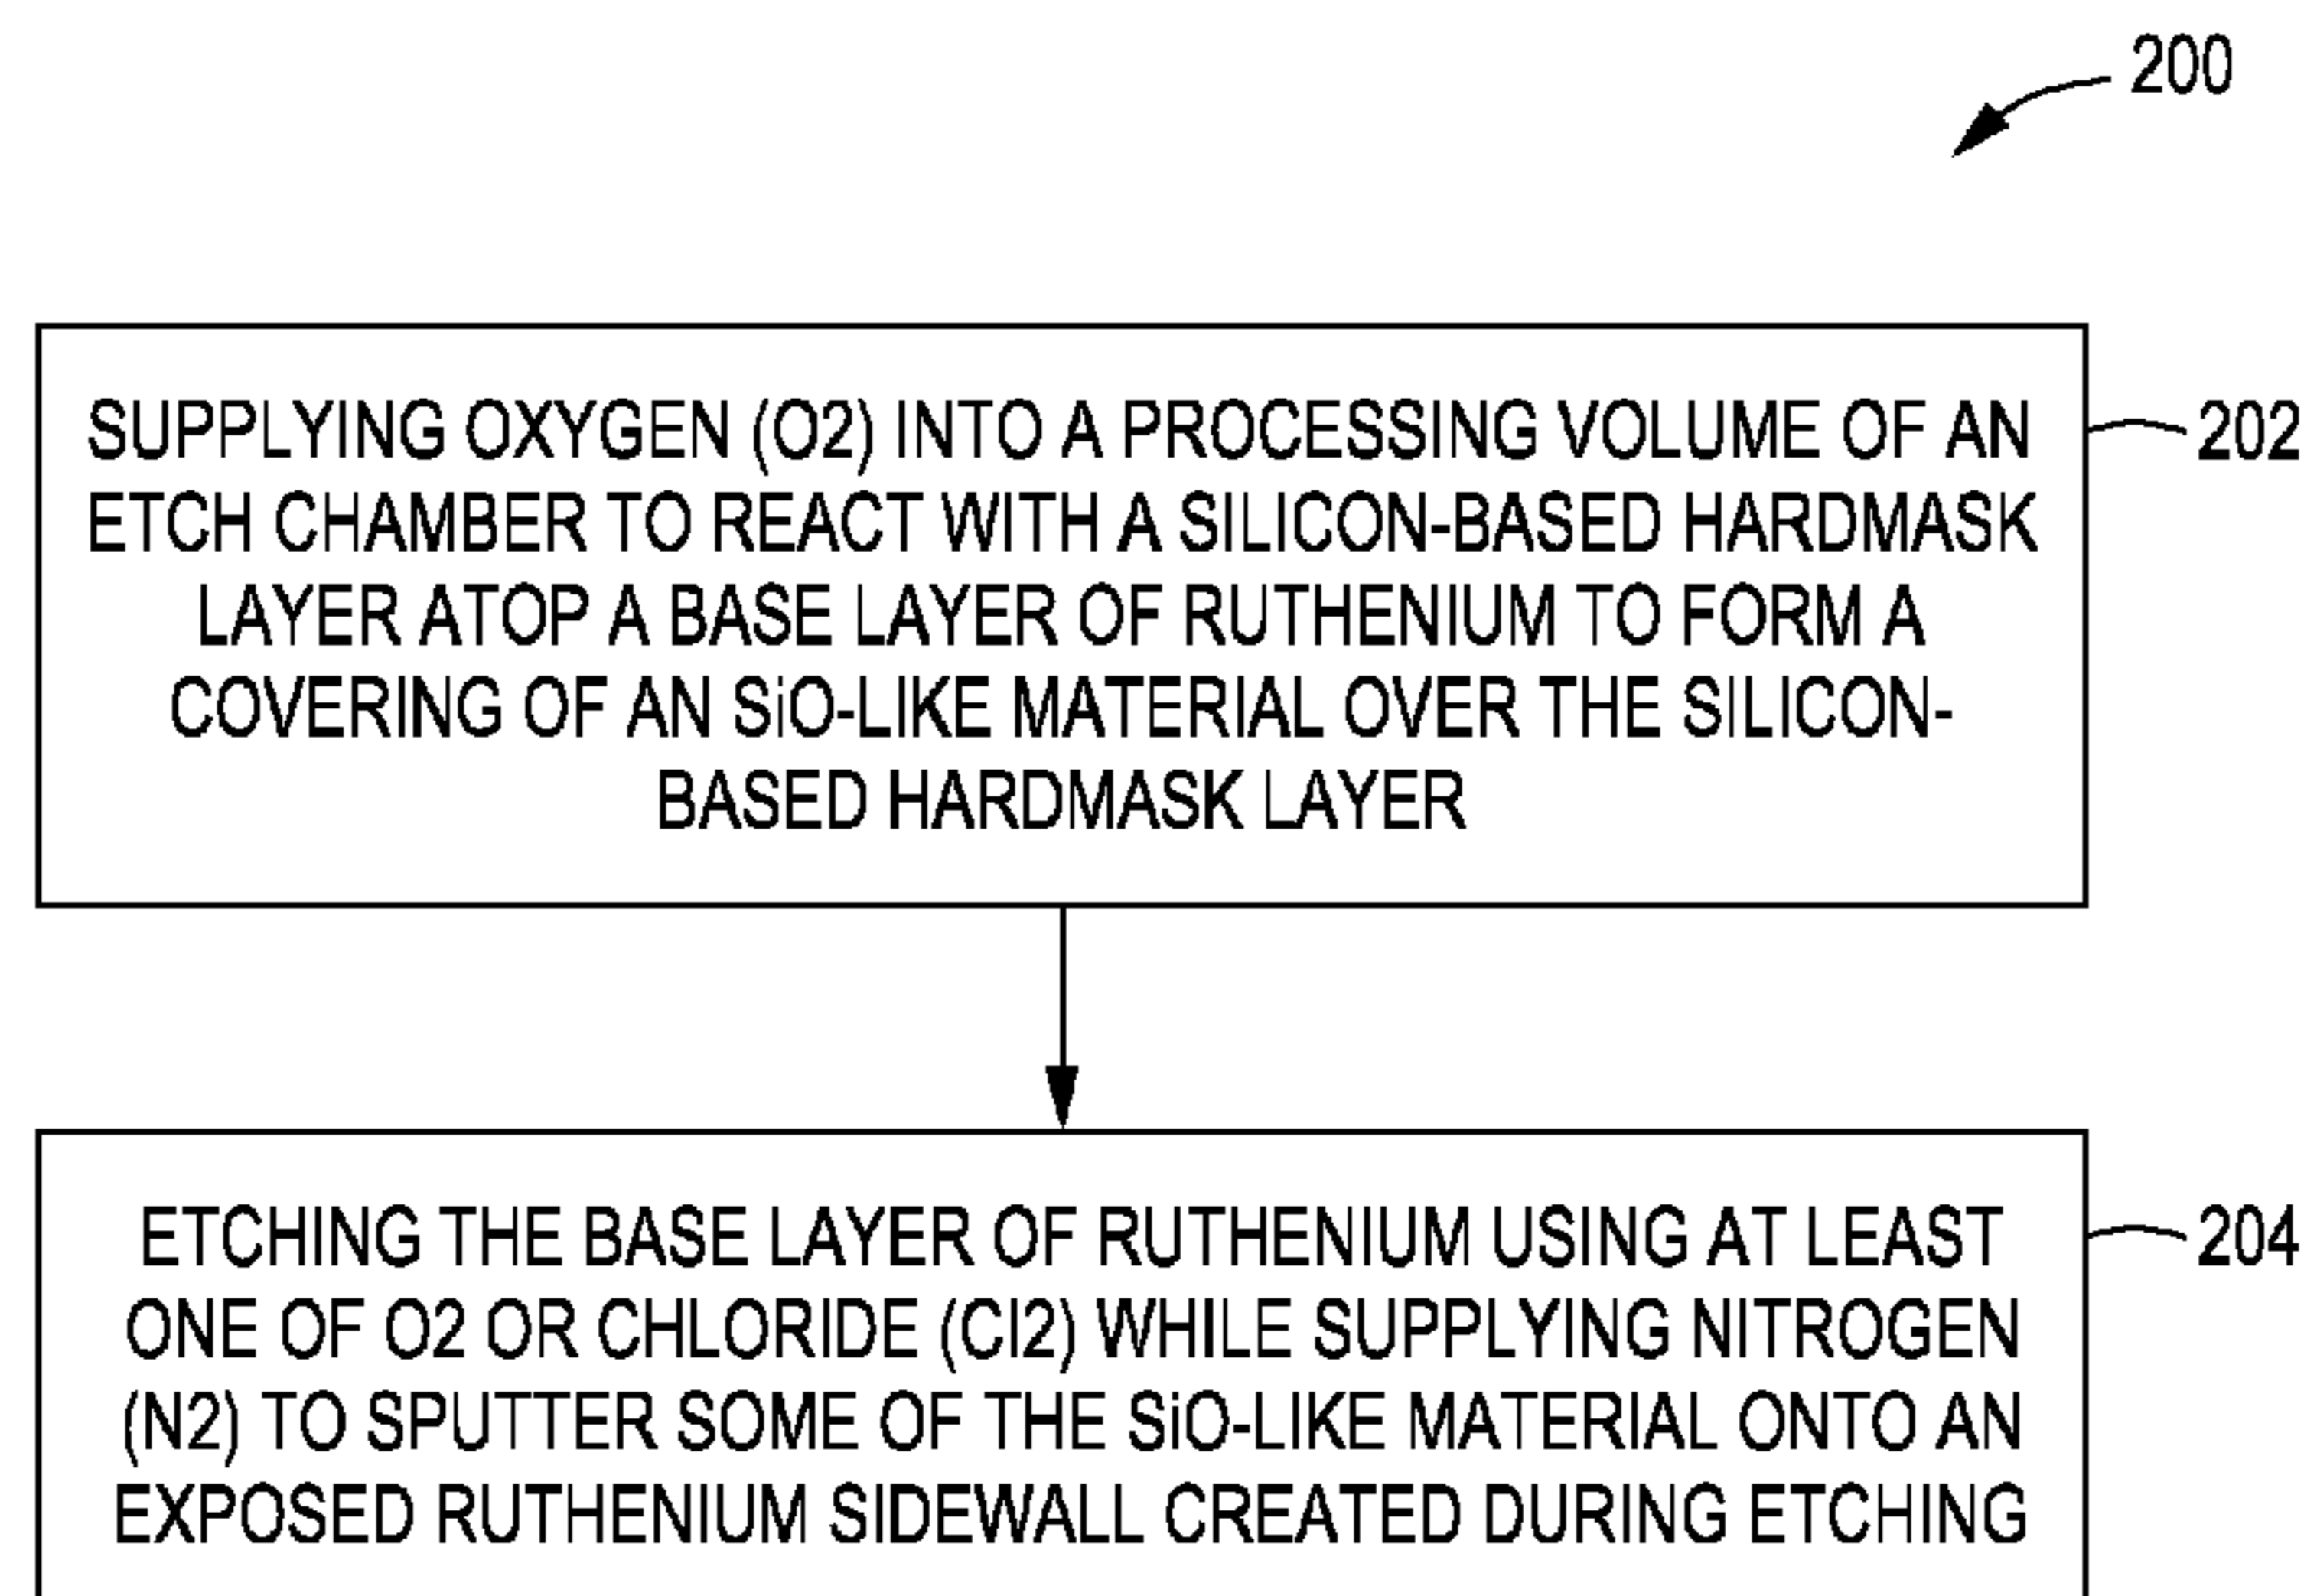 200
SUPPLYING OXYGEN (O2) INTO A PROCESSING VOLUME OF AN
ETCH CHAMBER TO REACT WITH A SILICON-BASED HARDMASK
LAYER ATOP A BASE LAYER OF RUTHENIUM TO FORM A
COVERING OF AN SiO-LIKE MATERIAL OVER THE SILICON-
BASED HARDMASK LAYER
202
ETCHING THE BASE LAYER OF RUTHENIUM USING AT LEAST
ONE OF O2 OR CHLORIDE (Cl2) WHILE SUPPLYING NITROGEN
(N2) TO SPUTTER SOME OF THE SiO-LIKE MATERIAL ONTO AN
EXPOSED RUTHENIUM SIDEWALL CREATED DURING ETCHING
204